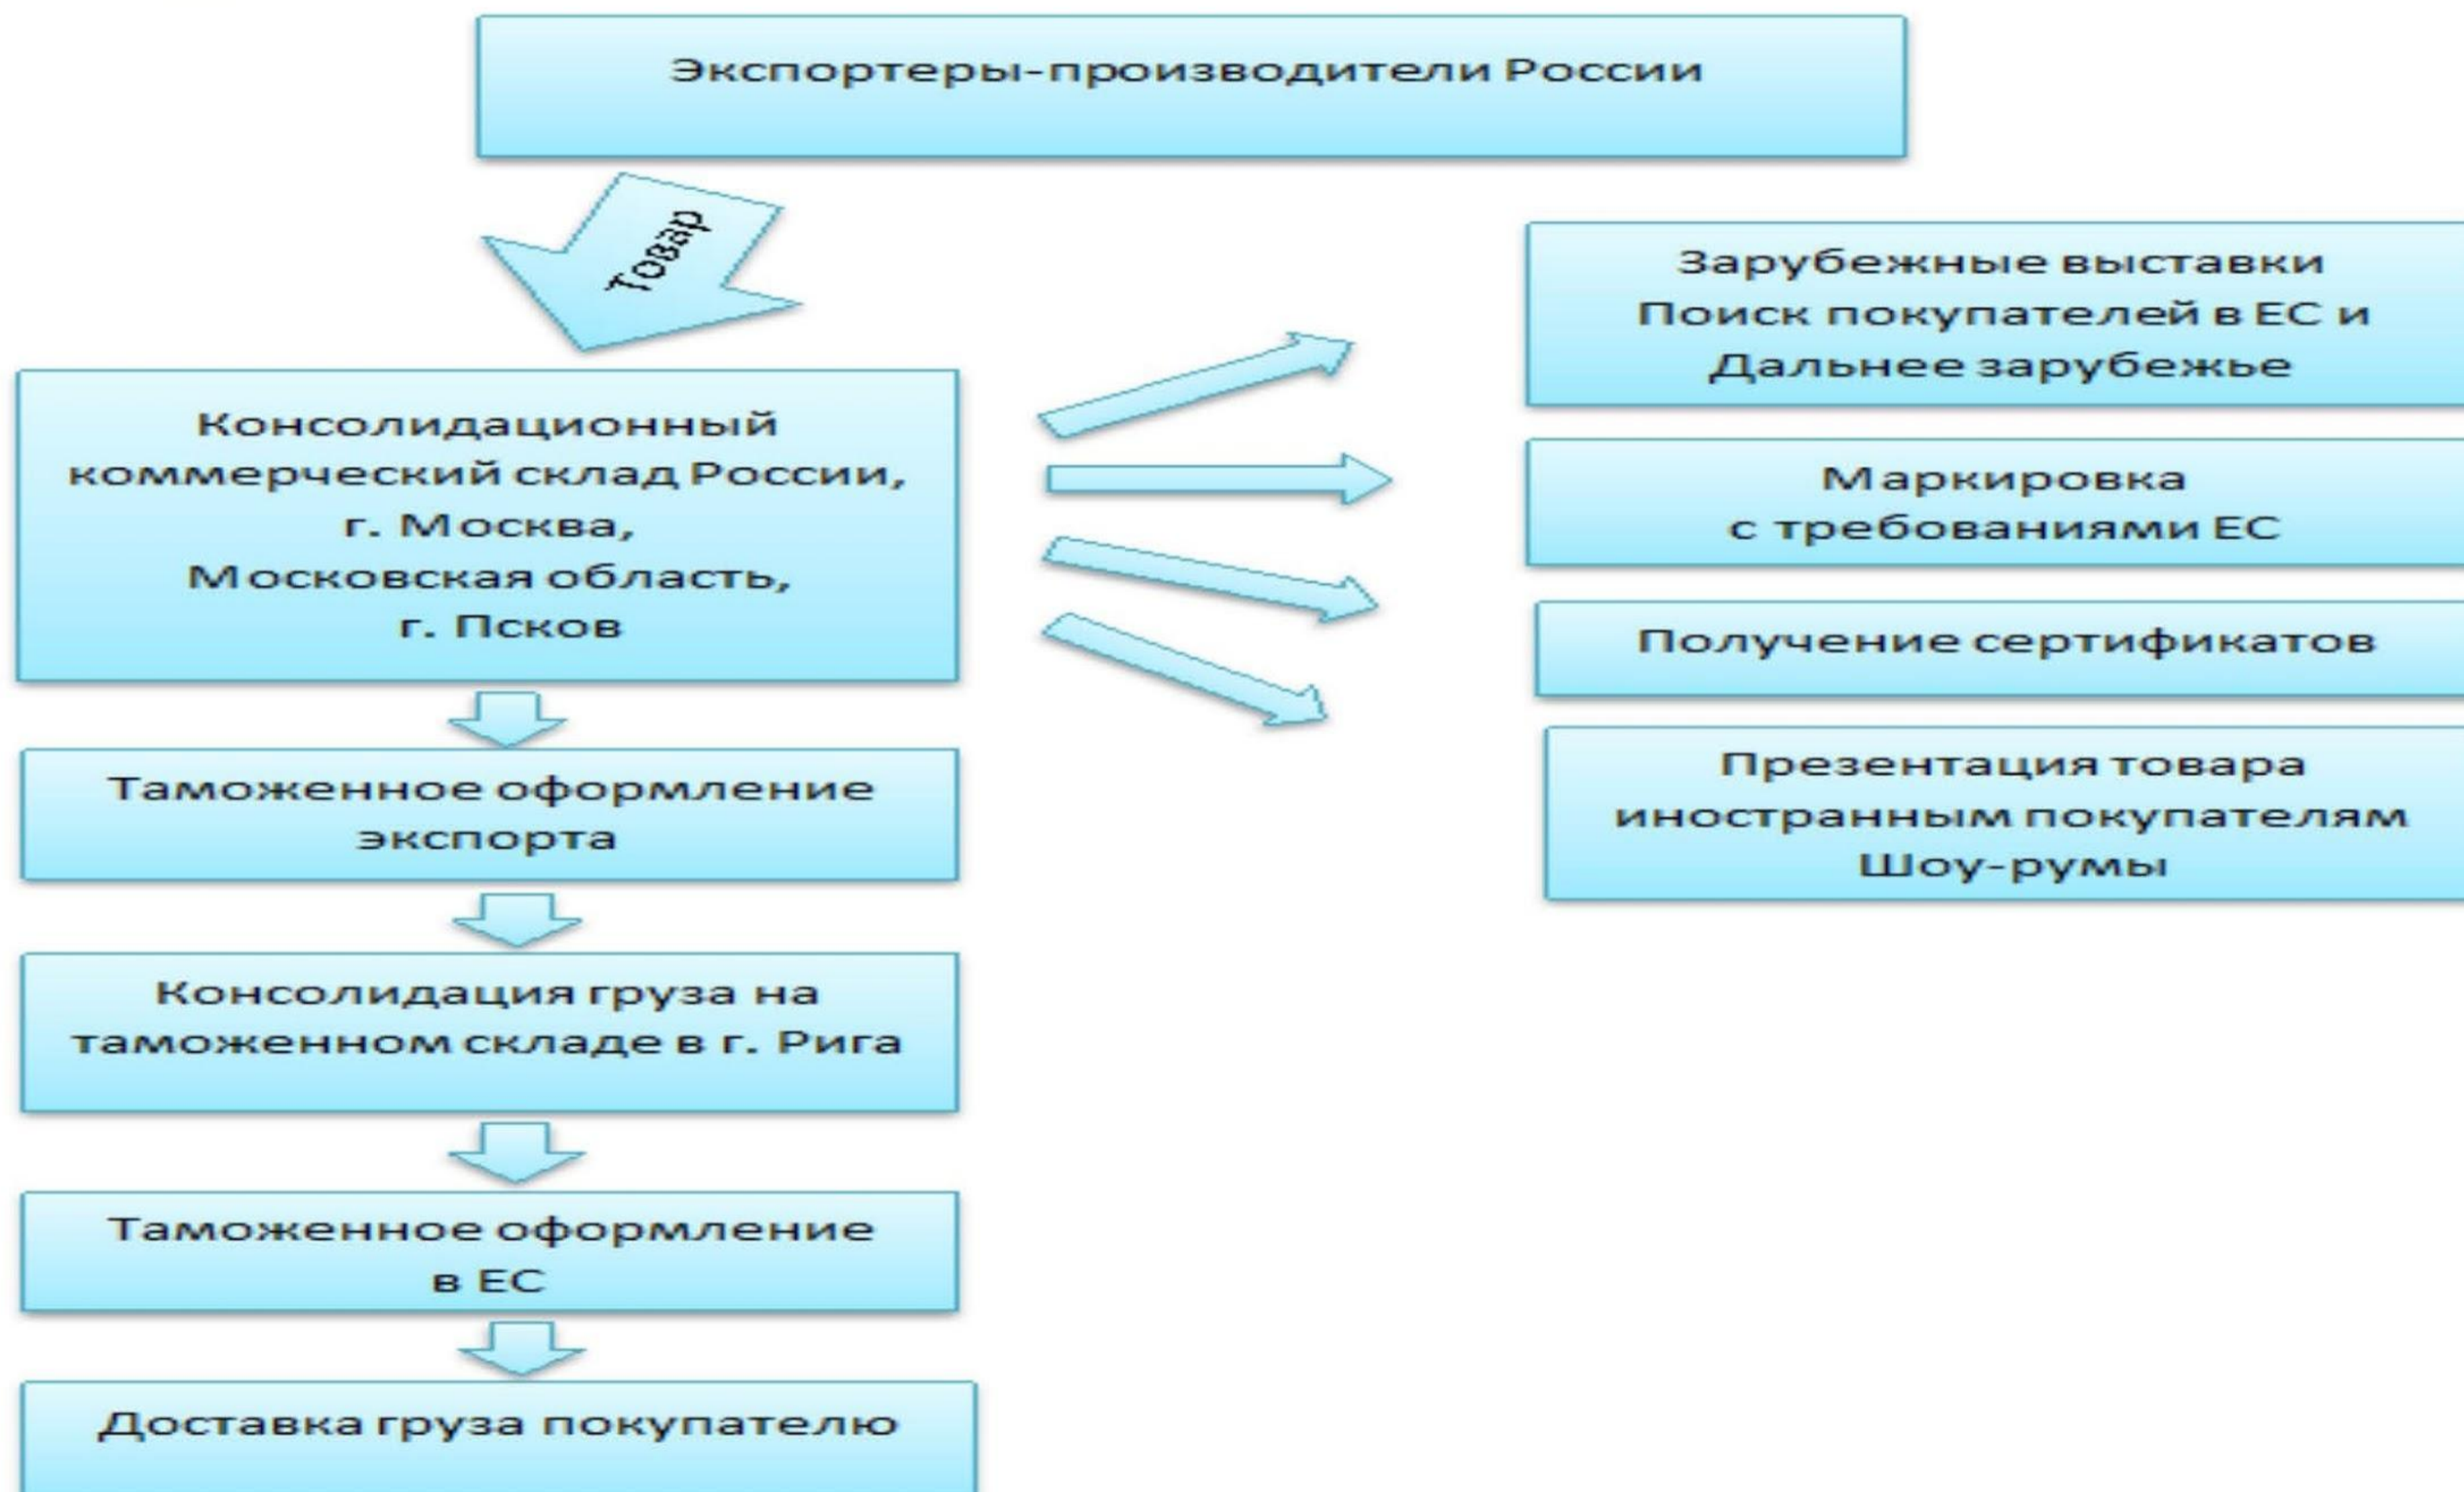 Экспортеры-производители России
Товар
Консолидационный
коммерческий склад России,
г. Москва,
Московская область,
г. Псков
Зарубежные выставки
Поиск покупателей в ЕС и
Дальнее зарубежье
Маркировка
с требованиями ЕС
Получение сертификатов
Презентация товара
иностранным покупателям
Шоу-румы
Таможенное оформление
экспорта
Консолидация груза на
таможенном складе в г. Рига
Таможенное оформление
в ЕС
Доставка груза покупателю